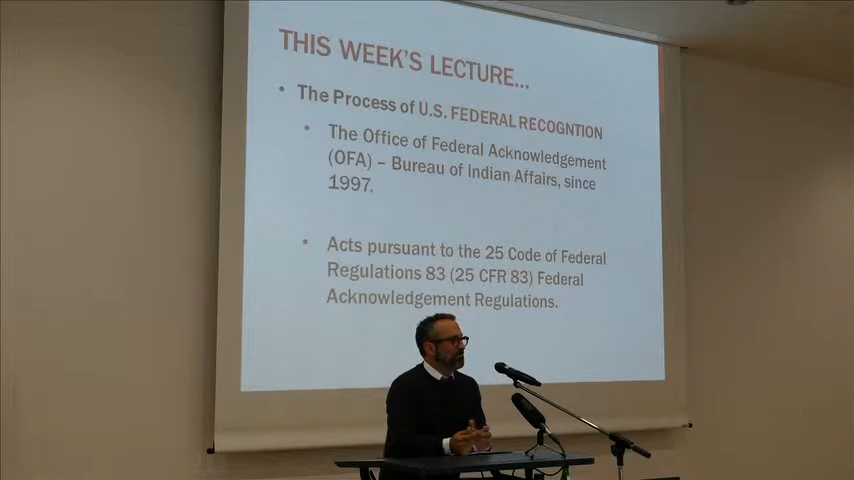 THIS WEEK'S LECTURE...
• The Process of U.S. FEDERAL RECOGNTION
• The Office of Federal Acknowledgement
(OFA) – Bureau of Indian Affairs, since
1997.
• Acts pursuant to the 25 Code of Federal
Regulations 83 (25 CFR 83) Federal
Acknowledgement Regulations.